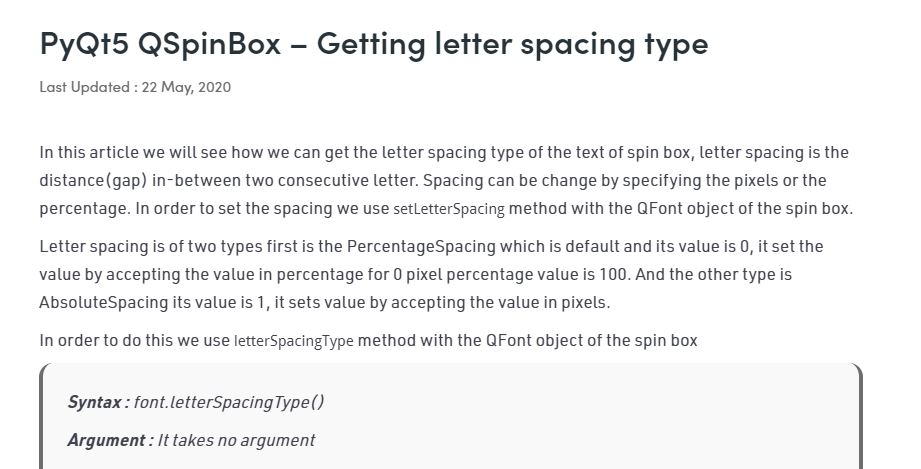 PyQt5 QSpinBox – Getting letter spacing type
Last Updated : 22 May, 2020
In this article we will see how we can get the letter spacing type of the text of spin box, letter spacing is the
distance(gap) in-between two consecutive letter. Spacing can be change by specifying the pixels or the
percentage. In order to set the spacing we use setLetterSpacing method with the QFont object of the spin box.
Letter spacing is of two types first is the PercentageSpacing which is default and its value is 0, it set the
value by accepting the value in percentage for 0 pixel percentage value is 100. And the other type is
AbsoluteSpacing its value is 1, it sets value by accepting the value in pixels.
In order to do this we use letterSpacingType method with the QFont object of the spin box
Syntax : font.letterSpacingType()
Argument : It takes no argument